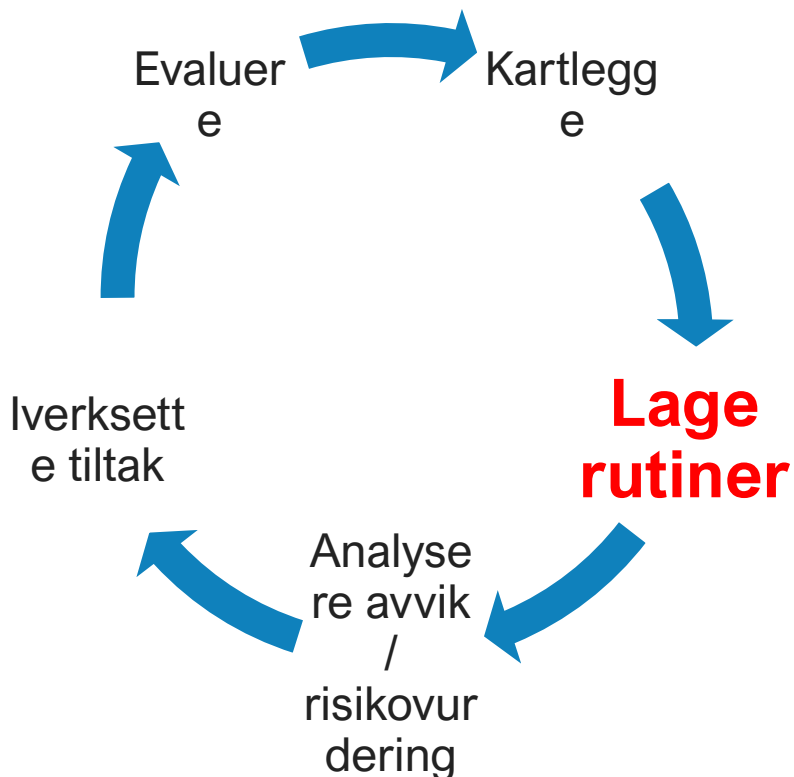 Evaluer
e
Kartlegg
e
Lage
rutiner
Analyse
re avvik
/
risikovur
dering
Iverksett
e tiltak